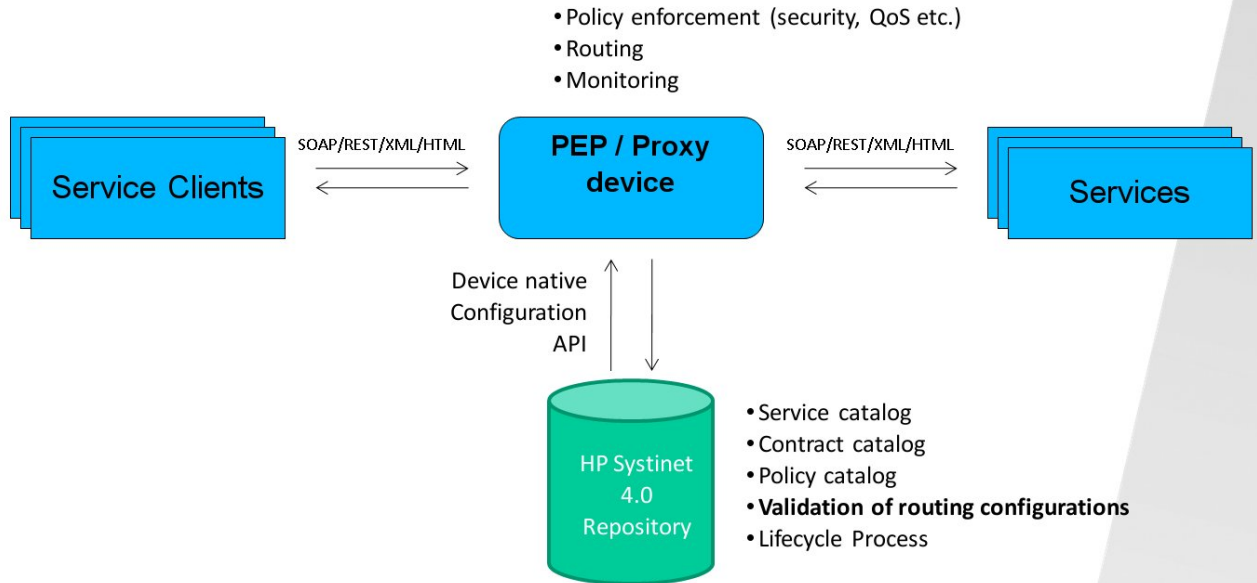 • Policy enforcement (security, QoS etc.)
• Routing
• Monitoring
Service Clients
SOAP/REST/XML/HTML
PEP / Proxy
device
SOAP/REST/XML/HTML
Services
Device native
Configuration
API
HP Systinet
4.0
Repository
• Service catalog
• Contract catalog
• Policy catalog
• Validation of routing configurations
• Lifecycle Process